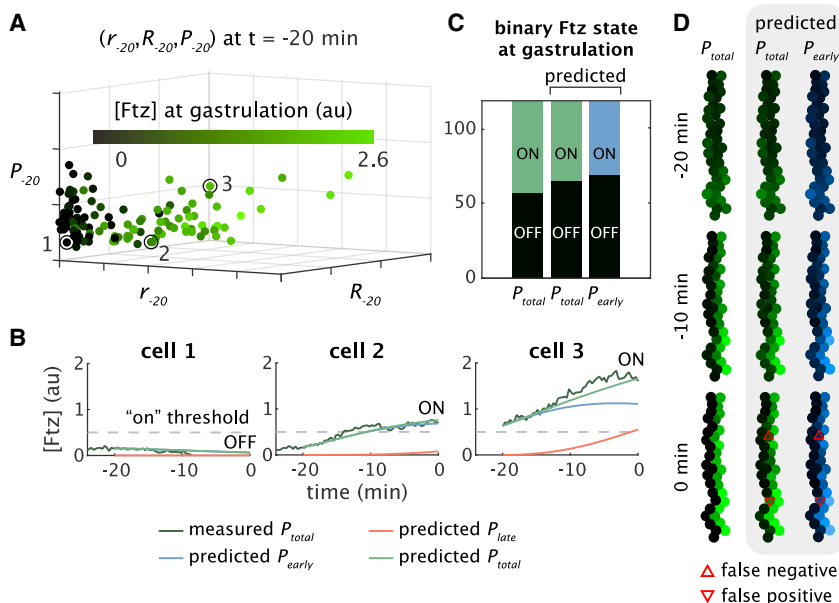 A
(r-20,R-20,P-20) at t = -20 min
[Ftz] at gastrulation (au)
0
2.6
P-20
1
2
3
r-20
R-20
B
cell 1
cell 2
cell 3
[Ftz] (au)
2
1
0
"on" threshold
OFF
-20
-10
0
2
1
0
ON
-20
-10
0
2
1
0
ON
-20
-10
0
time (min)
measured Ptotal
predicted Pearly
predicted Plate
predicted Ptotal
C
binary Ftz state
at gastrulation
predicted
100
50
0
ON
ON
ON
OFF
OFF
OFF
Ptotal
Ptotal
Pearly
D
predicted
Ptotal
Ptotal
Pearly
-20 min
-10 min
0 min
false negative
false positive